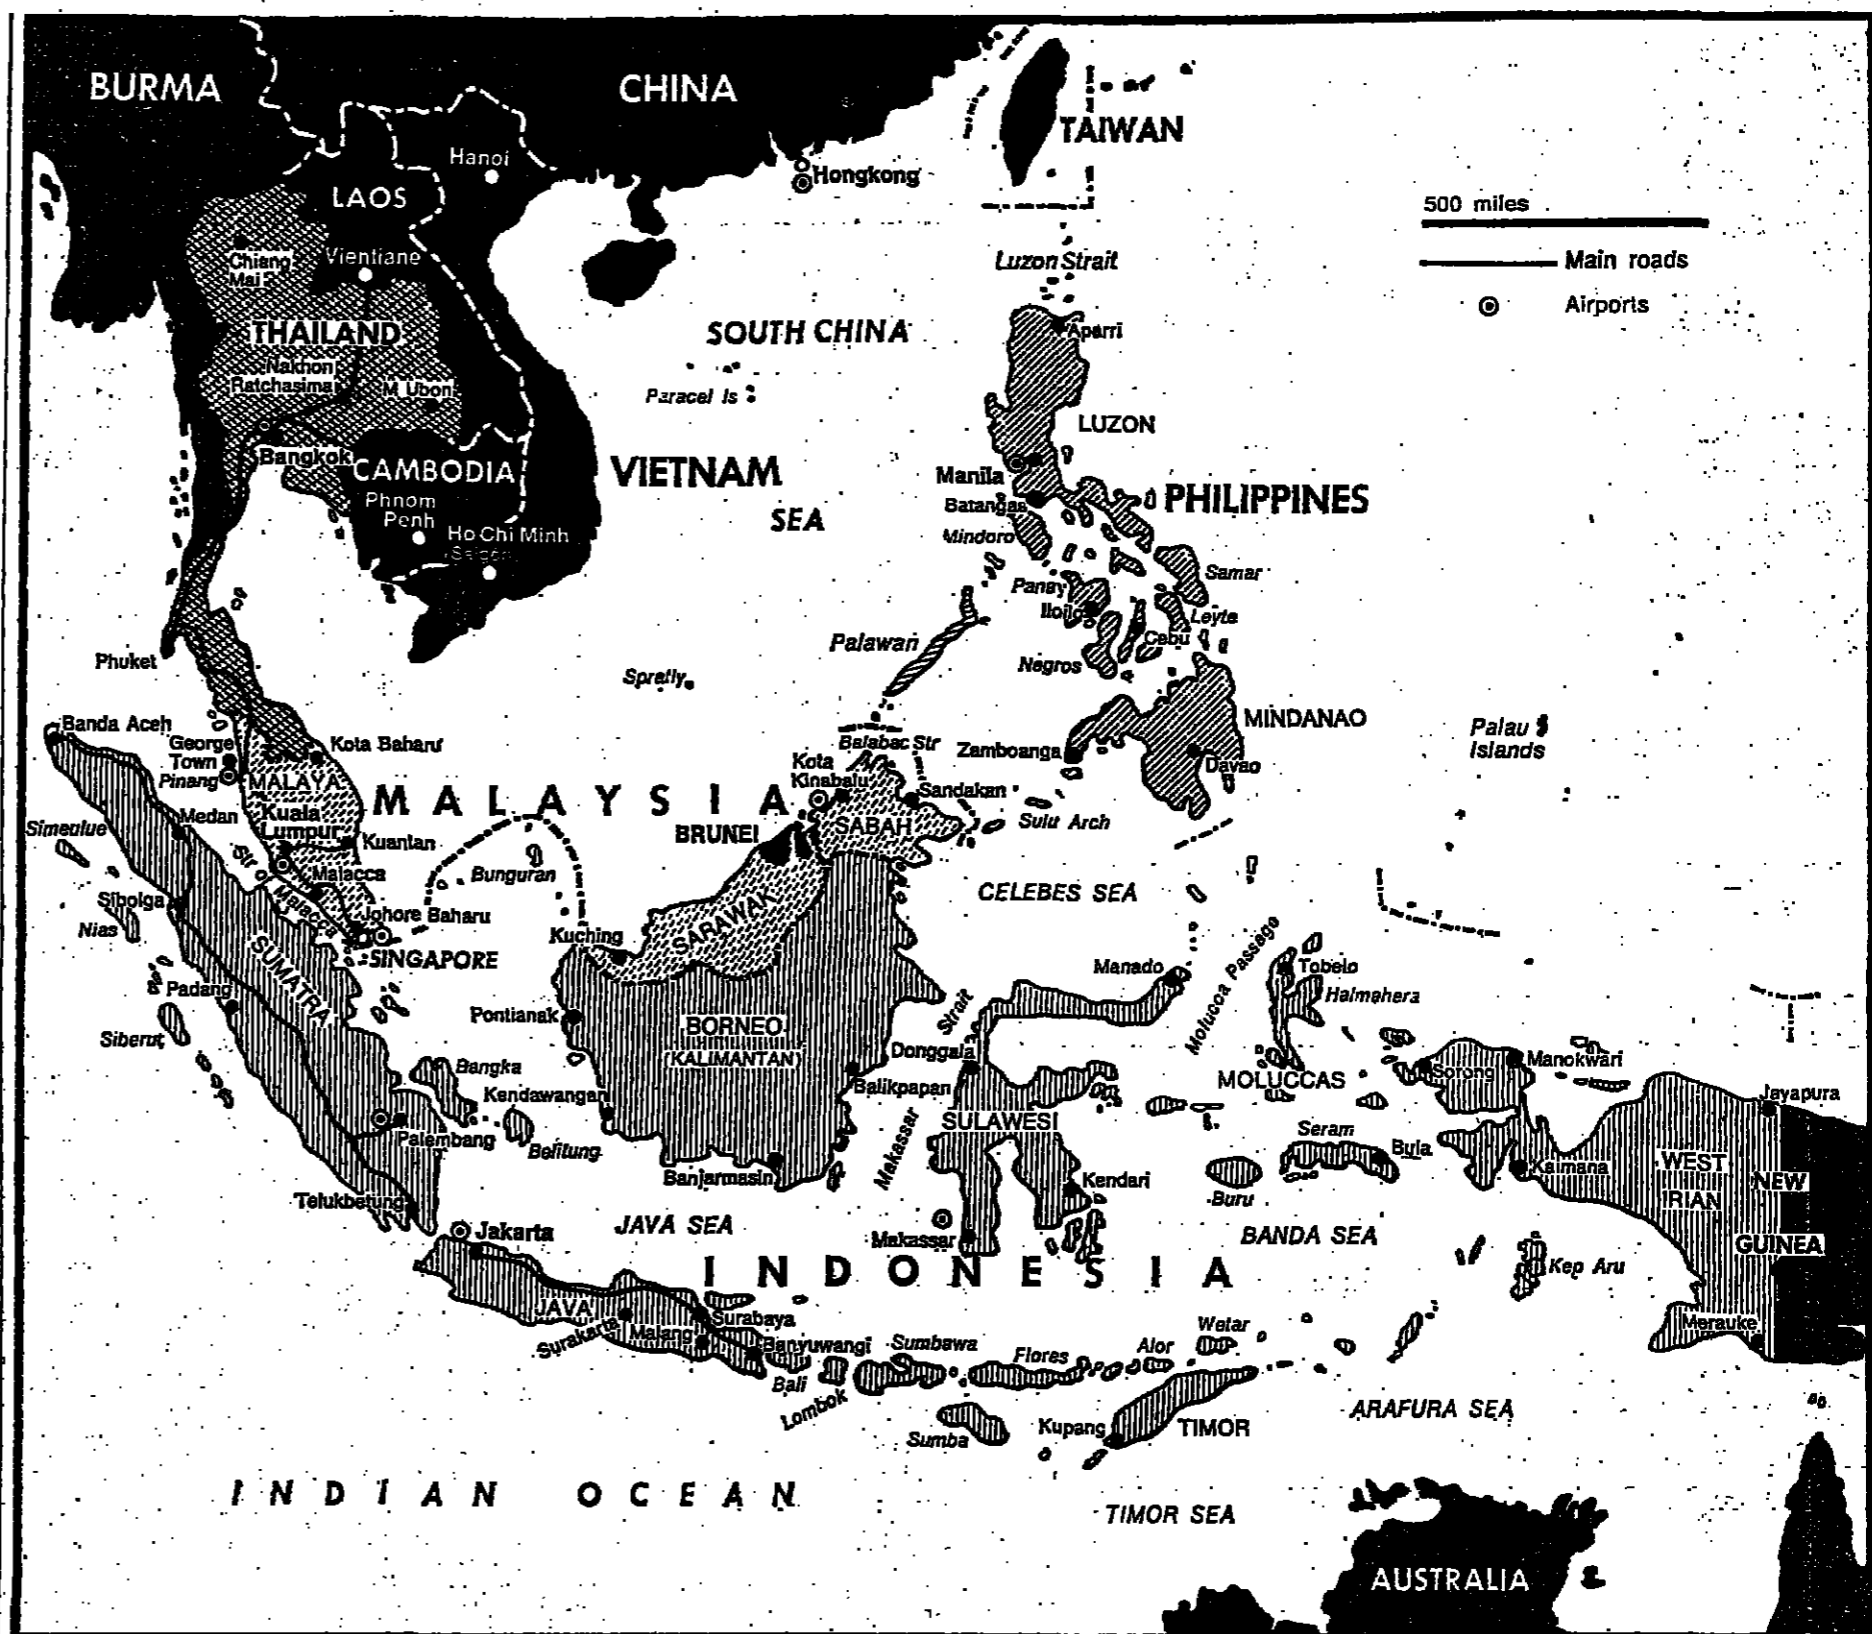 BURMA
CHINA
TAIWAN
Hanoi
Hongkong
LAOS
500 miles
Chiang
Mai
Vientiane
Luzon Strait
Main roads
Airports
THAILAND
SOUTH CHINA
Aparri
Nakhon
Ratchasima
M Ubon
Paracel Is
LUZON
Bangkok
CAMBODIA
VIETNAM
Manila
Phnom
Penh
Batangas
PHILIPPINES
SEA
Ho Chi Minh
Saigon
Mindoro
Samar
Panay
Iloilo
Leyte
Cebu
Palawan
Negros
Phuket
Spratly
MINDANAO
Banda Aceh
George
Town
Kota Baharu
Balabac Str
Zamboanga
Palau
Islands
Pinang
MALAYA
Kota
Kinabalu
Davao
Sandakan
MALAYSIA
Simeulue
Medan
Kuala
Lumpur
BRUNEI
SABAH
Sulu Arch
Kuantan
Str
Malacca
Malacca
Bunguran
CELEBES SEA
Sibolga
Nias
Johore Baharu
SARAWAK
Kuching
SINGAPORE
SUMATRA
Manado
Molucca Passage
Tobelo
Halmahera
Padang
Siberut
Pontianak
BORNEO
(KALIMANTAN)
Strait
Donggala
Bangka
Kendawangan
Balikpapan
MOLUCCAS
Sorong
Manokwari
Jayapura
Palembang
Belitung
Makassar
SULAWESI
Seram
Bula
Kaimana
WEST
IRIAN
NEW
GUINEA
Banjarmasin
Kendari
Buru
Telukbetung
Jakarta
JAVA SEA
Makassar
BANDA SEA
INDONESIA
Kep Aru
JAVA
Surabaya
Surakarta
Malang
Banyuwangi
Sumbawa
Flores
Alor
Wetar
Merauke
Bali
Lombok
Sumba
Kupang
TIMOR
ARAFURA SEA
INDIAN OCEAN
TIMOR SEA
AUSTRALIA